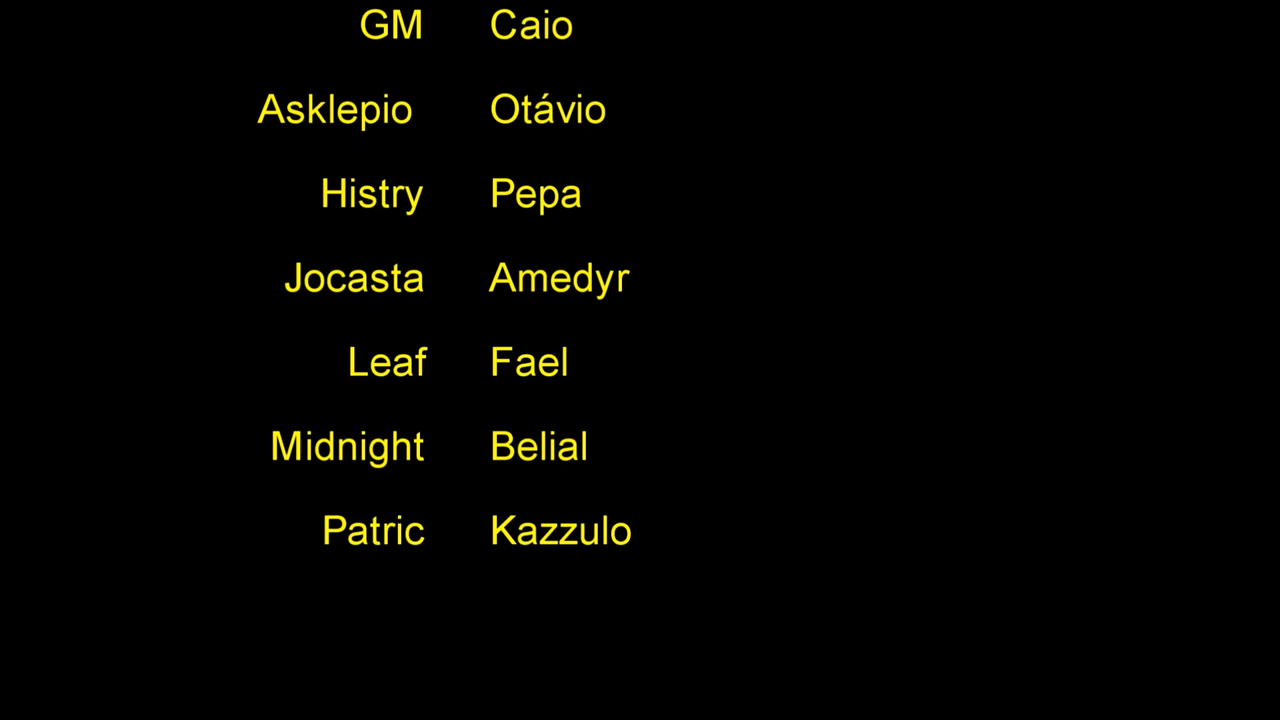 GM Caio
Asklepio Otávio
Histry Pepa
Jocasta Amedyr
Leaf Fael
Midnight Belial
Patric Kazzulo